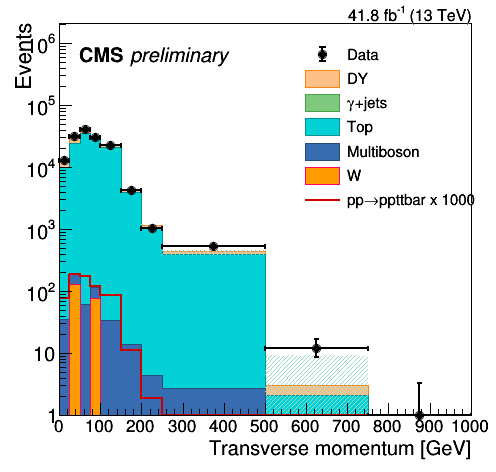 41.8 fb⁻¹ (13 TeV)
Events
CMS preliminary
Data
DY
γ+jets
Top
Multiboson
W
pp→ppttbar x 1000
10⁶
10⁵
10⁴
10³
10²
10
1
0 100 200 300 400 500 600 700 800 900 1000
Transverse momentum [GeV]